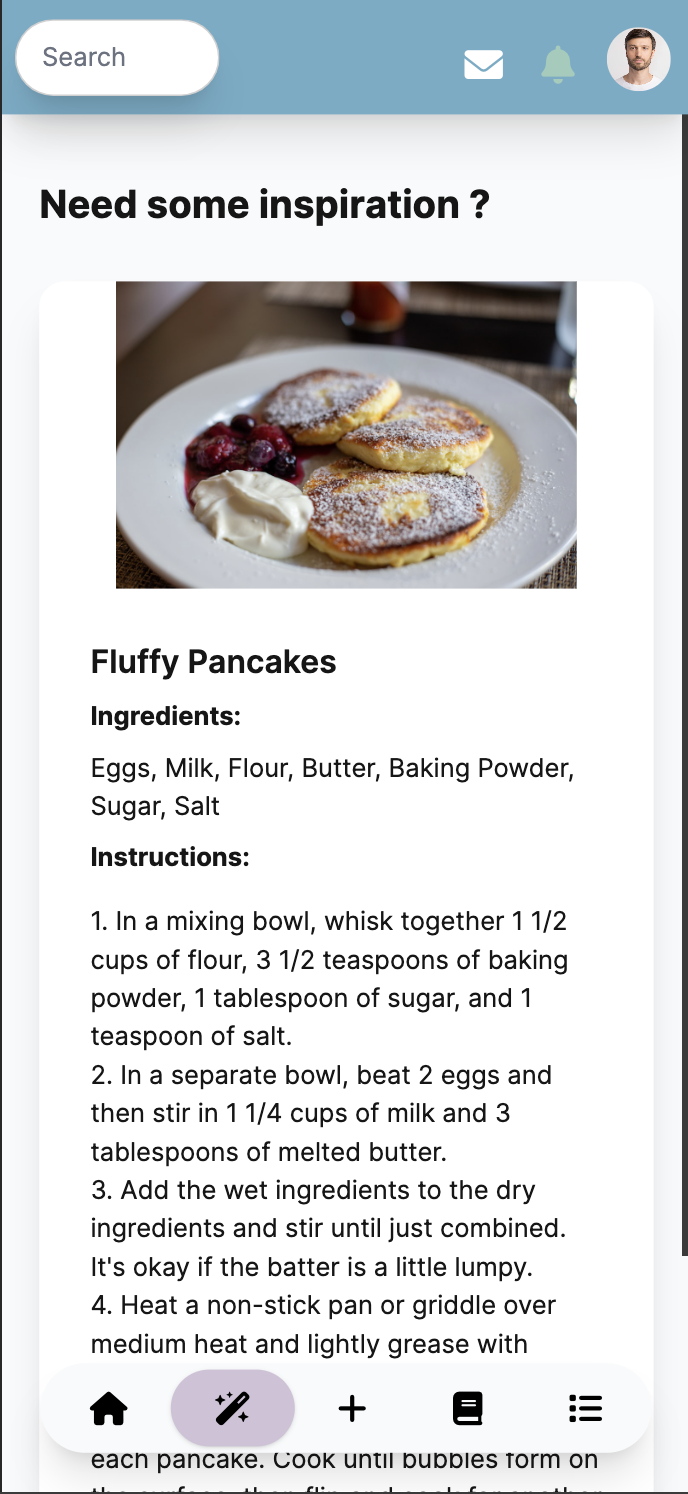 Search
Need some inspiration ?
Fluffy Pancakes
Ingredients:
Eggs, Milk, Flour, Butter, Baking Powder,
Sugar, Salt
Instructions:
1. In a mixing bowl, whisk together 1 1/2
cups of flour, 3 1/2 teaspoons of baking
powder, 1 tablespoon of sugar, and 1
teaspoon of salt.
2. In a separate bowl, beat 2 eggs and
then stir in 1 1/4 cups of milk and 3
tablespoons of melted butter.
3. Add the wet ingredients to the dry
ingredients and stir until just combined.
It's okay if the batter is a little lumpy.
4. Heat a non-stick pan or griddle over
medium heat and lightly grease with
each pancake. Cook until bubbles form on